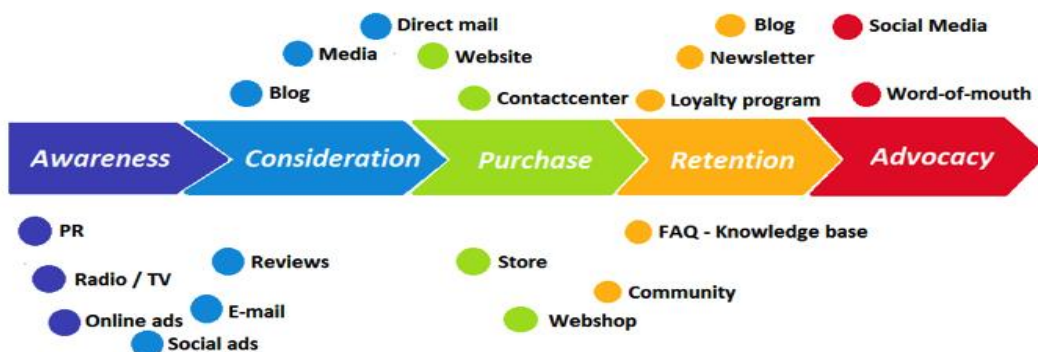 Direct mail
Blog
Social Media
Media
Website
Newsletter
Blog
Contactcenter
Loyalty program
Word-of-mouth
Awareness
Consideration
Purchase
Retention
Advocacy
PR
FAQ - Knowledge base
Radio / TV
Reviews
Store
Online ads
E-mail
Community
Social ads
Webshop